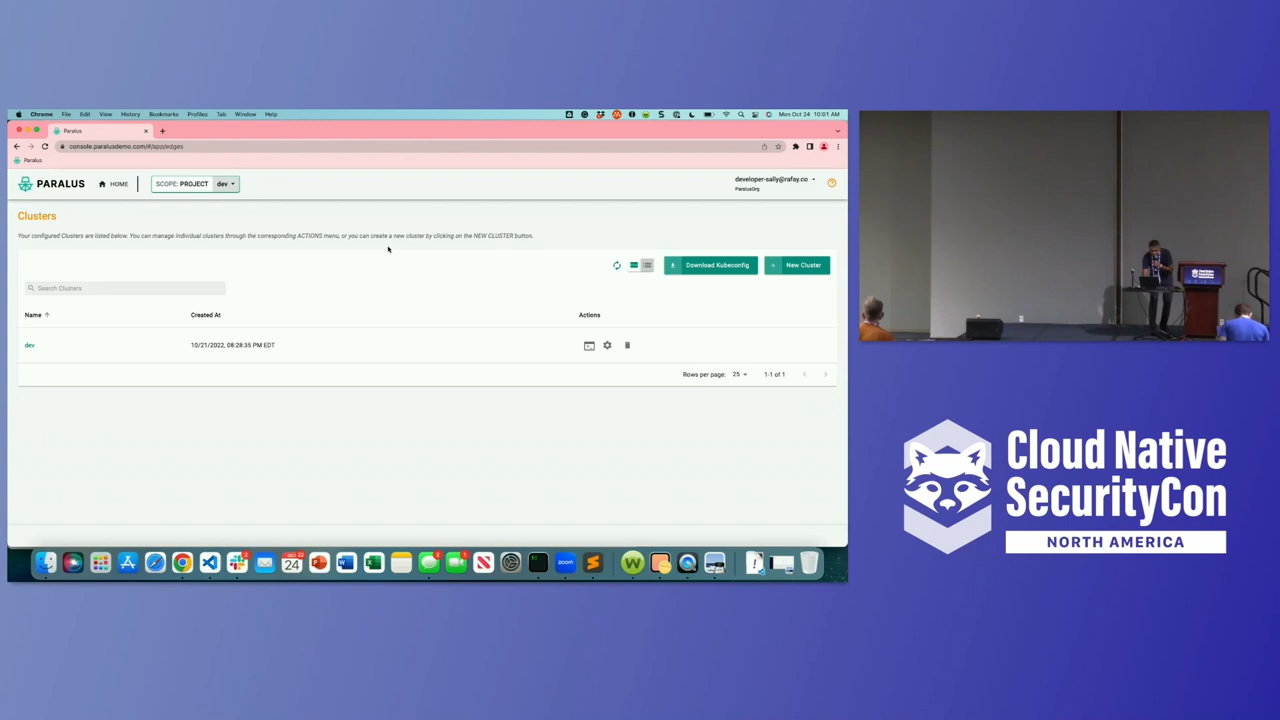 Chrome File Edit View History Bookmarks Profiles Tab Window Help Mon Oct 24 10:01 AM
Paralus
console.paralusdemo.com/#/app/edges
Paralus
PARALUS HOME SCOPE: PROJECT dev developer-sally@rafay.co
ParalusOrg
Clusters
Your configured Clusters are listed below. You can manage individual clusters through the corresponding ACTIONS menu, or you can create a new cluster by clicking on the NEW CLUSTER button.
Download Kubeconfig + New Cluster
Search Clusters
Name Created At Actions
dev 10/21/2022, 08:28:35 PM EDT
Rows per page: 25 1-1 of 1
24
zoom
Cloud Native
SecurityCon
NORTH AMERICA